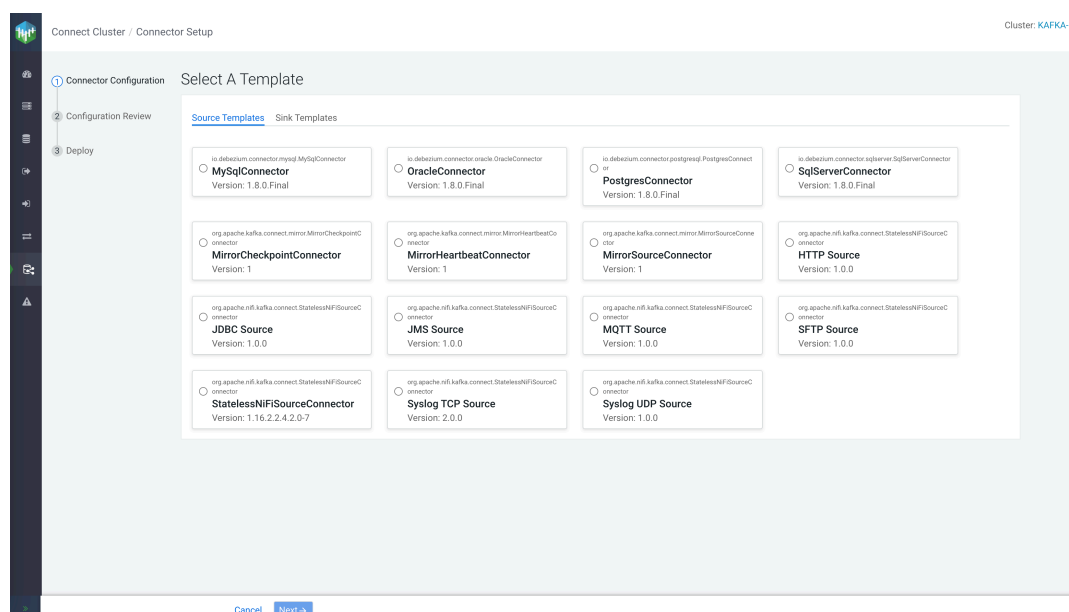 Connect Cluster / Connector Setup
Cluster: KAFKA-
1 Connector Configuration
2 Configuration Review
3 Deploy
Select A Template
Source Templates Sink Templates
io.debezium.connector.mysql.MySqlConnector
MySqlConnector
Version: 1.8.0.Final
io.debezium.connector.oracle.OracleConnector
OracleConnector
Version: 1.8.0.Final
io.debezium.connector.postgresql.PostgresConnect
or
PostgresConnector
Version: 1.8.0.Final
io.debezium.connector.sqlserver.SqlServerConnector
SqlServerConnector
Version: 1.8.0.Final
org.apache.kafka.connect.mirror.MirrorCheckpointC
onnector
MirrorCheckpointConnector
Version: 1
org.apache.kafka.connect.mirror.MirrorHeartbeatCo
nnector
MirrorHeartbeatConnector
Version: 1
org.apache.kafka.connect.mirror.MirrorSourceConne
ctor
MirrorSourceConnector
Version: 1
org.apache.nifi.kafka.connect.StatelessNiFiSourceC
onnector
HTTP Source
Version: 1.0.0
org.apache.nifi.kafka.connect.StatelessNiFiSourceC
onnector
JDBC Source
Version: 1.0.0
org.apache.nifi.kafka.connect.StatelessNiFiSourceC
onnector
JMS Source
Version: 1.0.0
org.apache.nifi.kafka.connect.StatelessNiFiSourceC
onnector
MQTT Source
Version: 1.0.0
org.apache.nifi.kafka.connect.StatelessNiFiSourceC
onnector
SFTP Source
Version: 1.0.0
org.apache.nifi.kafka.connect.StatelessNiFiSourceC
onnector
StatelessNiFiSourceConnector
Version: 1.16.2.2.4.2.0-7
org.apache.nifi.kafka.connect.StatelessNiFiSourceC
onnector
Syslog TCP Source
Version: 2.0.0
org.apache.nifi.kafka.connect.StatelessNiFiSourceC
onnector
Syslog UDP Source
Version: 1.0.0
Cancel Next →